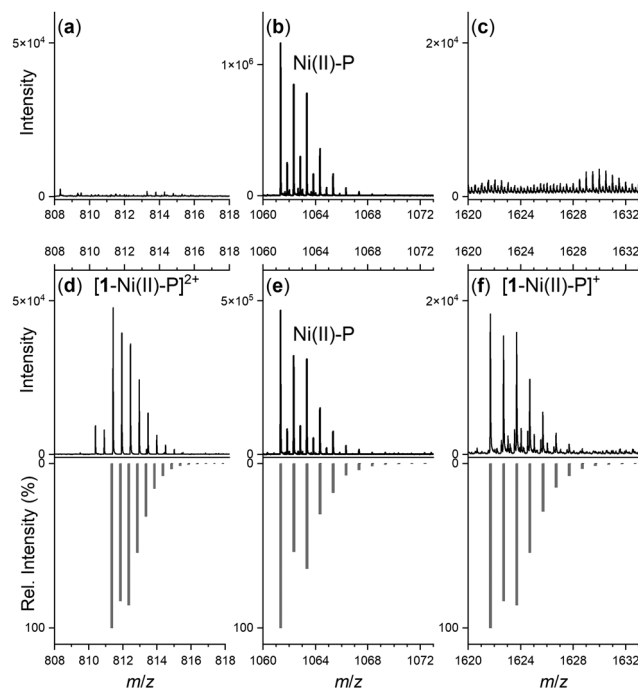 (a) (b) (c)
5×10⁴ 1×10⁶ 2×10⁴
Ni(II)-P
Intensity
0 0 0
808 810 812 814 816 818 1060 1064 1068 1072 1620 1624 1628 1632
808 810 812 814 816 818 1060 1064 1068 1072 1620 1624 1628 1632
(d) [1-Ni(II)-P]²⁺ (e) (f) [1-Ni(II)-P]⁺
5×10⁴ 5×10⁵ 2×10⁴
Ni(II)-P
Intensity
0 0 0
0 0 0
Rel. Intensity (%)
100 100 100
808 810 812 814 816 818 1060 1064 1068 1072 1620 1624 1628 1632
m/z m/z m/z